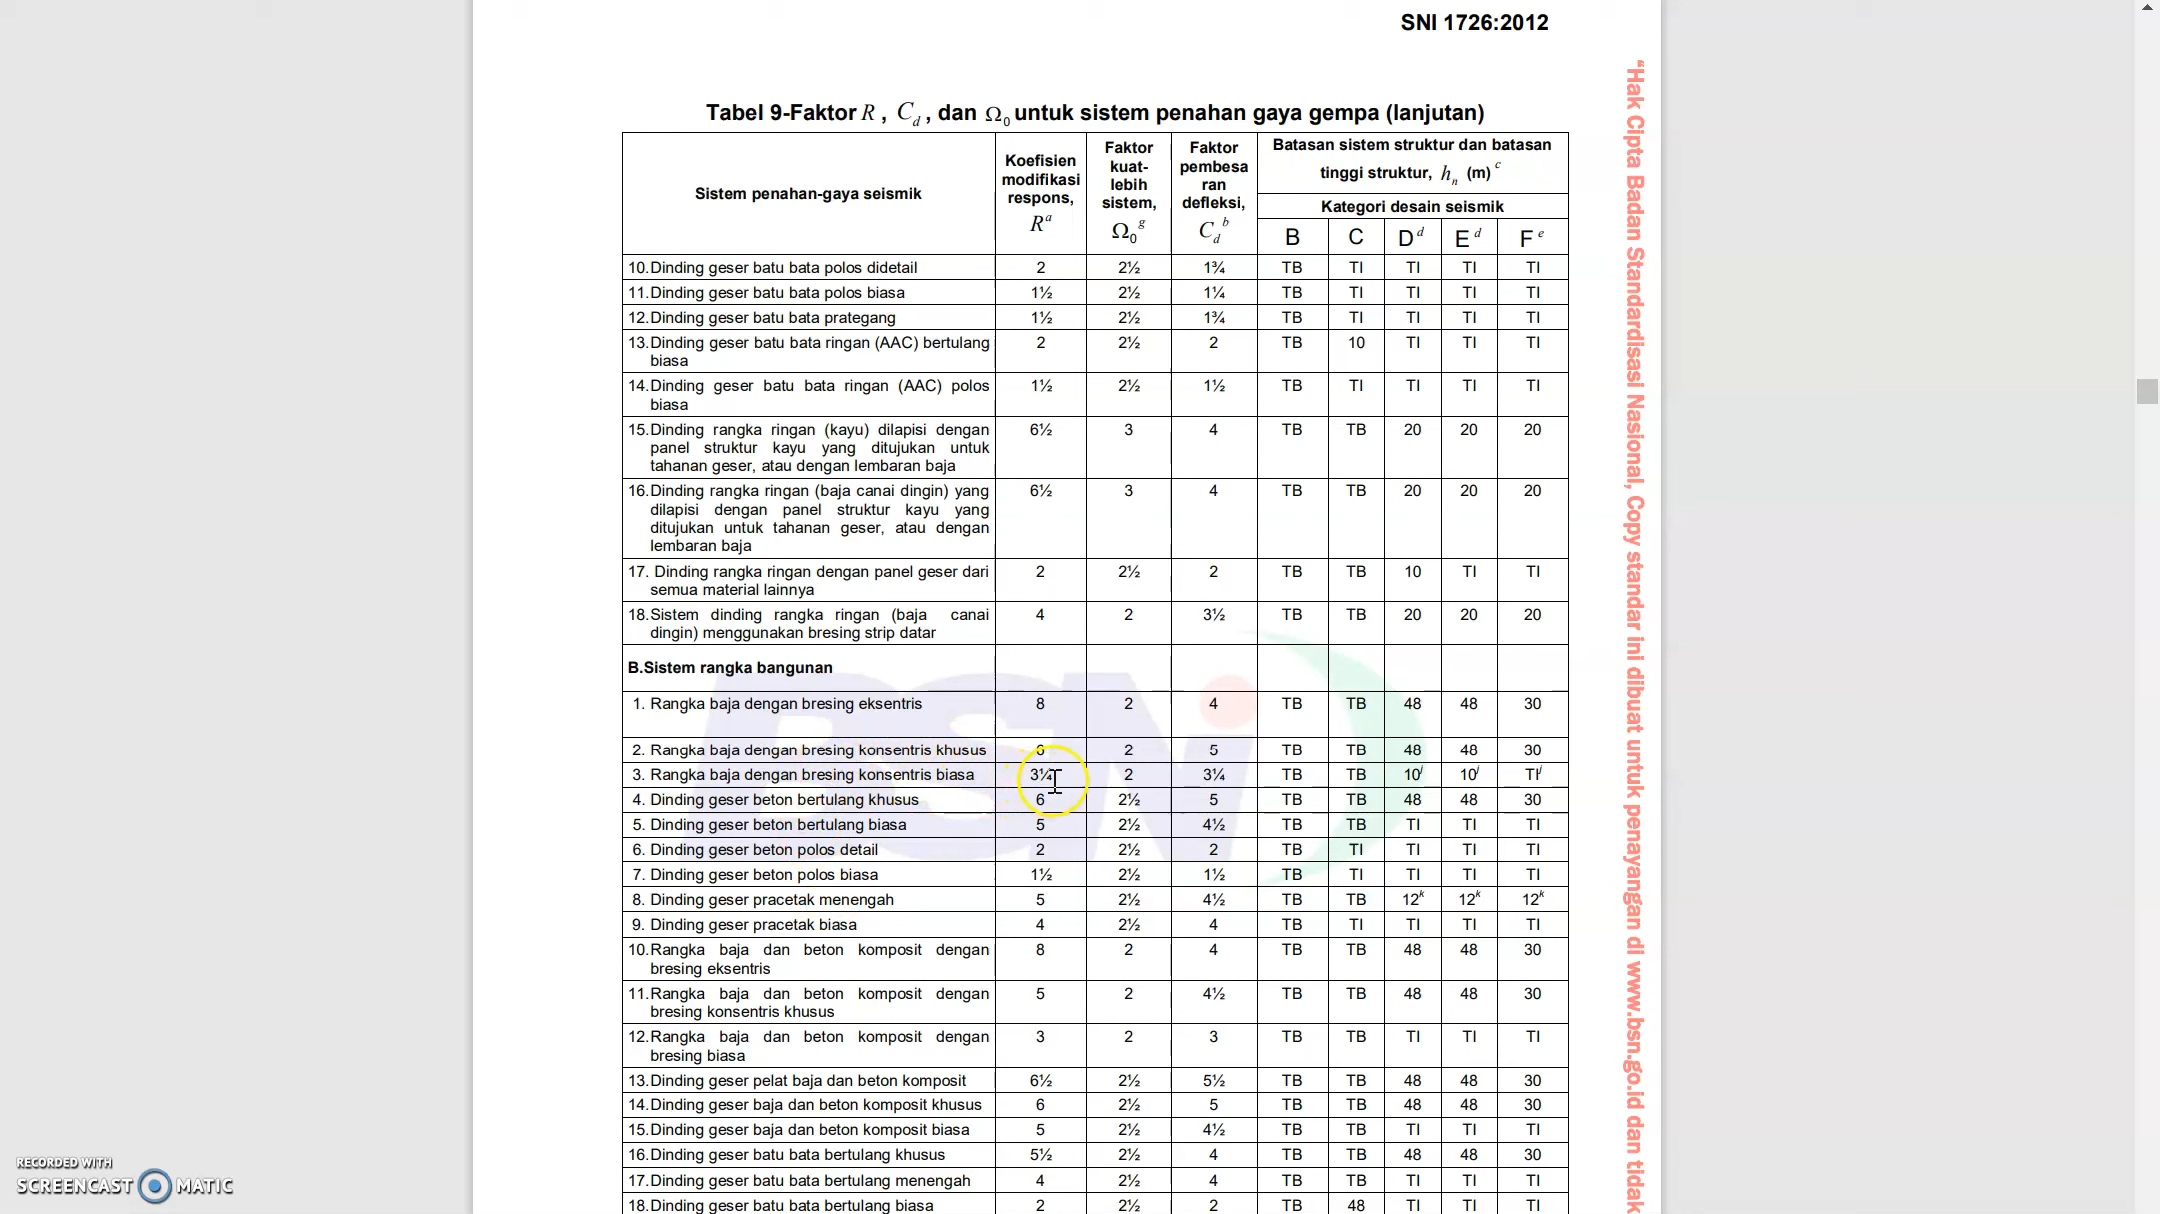 SNI 1726:2012
Tabel 9-Faktor R , Cd , dan Ω0 untuk sistem penahan gaya gempa (lanjutan)
Sistem penahan-gaya seismik
Koefisien modifikasi respons, R a
Faktor kuat-lebih sistem, Ω0 g
Faktor pembesa ran defleksi, Cd b
Batasan sistem struktur dan batasan
tinggi struktur, hn (m) c
Kategori desain seismik
B C D d E d F e
10.Dinding geser batu bata polos didetail 2 2½ 1¾ TB TI TI TI TI
11.Dinding geser batu bata polos biasa 1½ 2½ 1¼ TB TI TI TI TI
12.Dinding geser batu bata prategang 1½ 2½ 1¾ TB TI TI TI TI
13.Dinding geser batu bata ringan (AAC) bertulang 2 2½ 2 TB 10 TI TI TI
biasa
14.Dinding geser batu bata ringan (AAC) polos 1½ 2½ 1½ TB TI TI TI TI
biasa
15.Dinding rangka ringan (kayu) dilapisi dengan 6½ 3 4 TB TB 20 20 20
panel struktur kayu yang ditujukan untuk
tahanan geser, atau dengan lembaran baja
16.Dinding rangka ringan (baja canai dingin) yang 6½ 3 4 TB TB 20 20 20
dilapisi dengan panel struktur kayu yang
ditujukan untuk tahanan geser, atau dengan
lembaran baja
17. Dinding rangka ringan dengan panel geser dari 2 2½ 2 TB TB 10 TI TI
semua material lainnya
18.Sistem dinding rangka ringan (baja canai 4 2 3½ TB TB 20 20 20
dingin) menggunakan bresing strip datar
B.Sistem rangka bangunan
1. Rangka baja dengan bresing eksentris 8 2 4 TB TB 48 48 30
2. Rangka baja dengan bresing konsentris khusus 6 2 5 TB TB 48 48 30
3. Rangka baja dengan bresing konsentris biasa 3¼ 2 3¼ TB TB 10j 10j TIj
4. Dinding geser beton bertulang khusus 6 2½ 5 TB TB 48 48 30
5. Dinding geser beton bertulang biasa 5 2½ 4½ TB TB TI TI TI
6. Dinding geser beton polos detail 2 2½ 2 TB TI TI TI TI
7. Dinding geser beton polos biasa 1½ 2½ 1½ TB TI TI TI TI
8. Dinding geser pracetak menengah 5 2½ 4½ TB TB 12k 12k 12k
9. Dinding geser pracetak biasa 4 2½ 4 TB TI TI TI TI
10.Rangka baja dan beton komposit dengan 8 2 4 TB TB 48 48 30
bresing eksentris
11.Rangka baja dan beton komposit dengan 5 2 4½ TB TB 48 48 30
bresing konsentris khusus
12.Rangka baja dan beton komposit dengan 3 2 3 TB TB TI TI TI
bresing biasa
13.Dinding geser pelat baja dan beton komposit 6½ 2½ 5½ TB TB 48 48 30
14.Dinding geser baja dan beton komposit khusus 6 2½ 5 TB TB 48 48 30
15.Dinding geser baja dan beton komposit biasa 5 2½ 4½ TB TB TI TI TI
16.Dinding geser batu bata bertulang khusus 5½ 2½ 4 TB TB 48 48 30
17.Dinding geser batu bata bertulang menengah 4 2½ 4 TB TB TI TI TI
18.Dinding geser batu bata bertulang biasa 2 2½ 2 TB 48 TI TI TI
BSN
“Hak Cipta Badan Standardisasi Nasional, Copy standar ini dibuat untuk penayangan di www.bsn.go.id dan tidak
RECORDED WITH
SCREENCAST MATIC